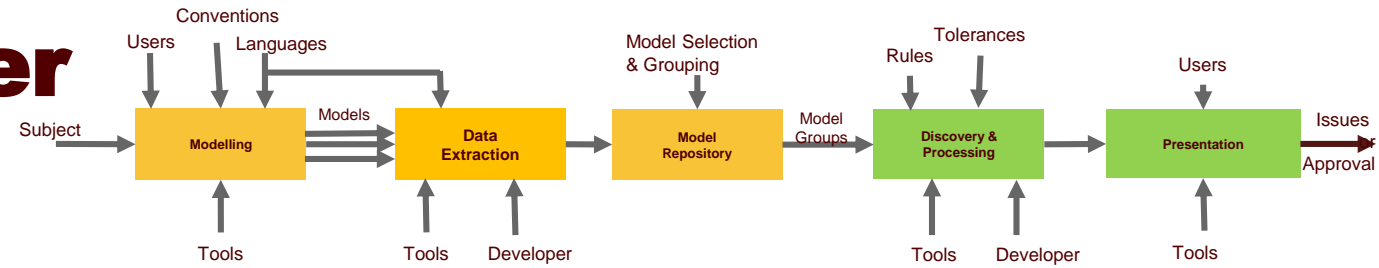 er
Conventions
Users
Languages
Model Selection
& Grouping
Tolerances
Rules
Users
Subject
Models
Model
Groups
Issues
or
Approval
Modelling
Data
Extraction
Model
Repository
Discovery &
Processing
Presentation
Tools
Tools
Developer
Tools
Developer
Tools